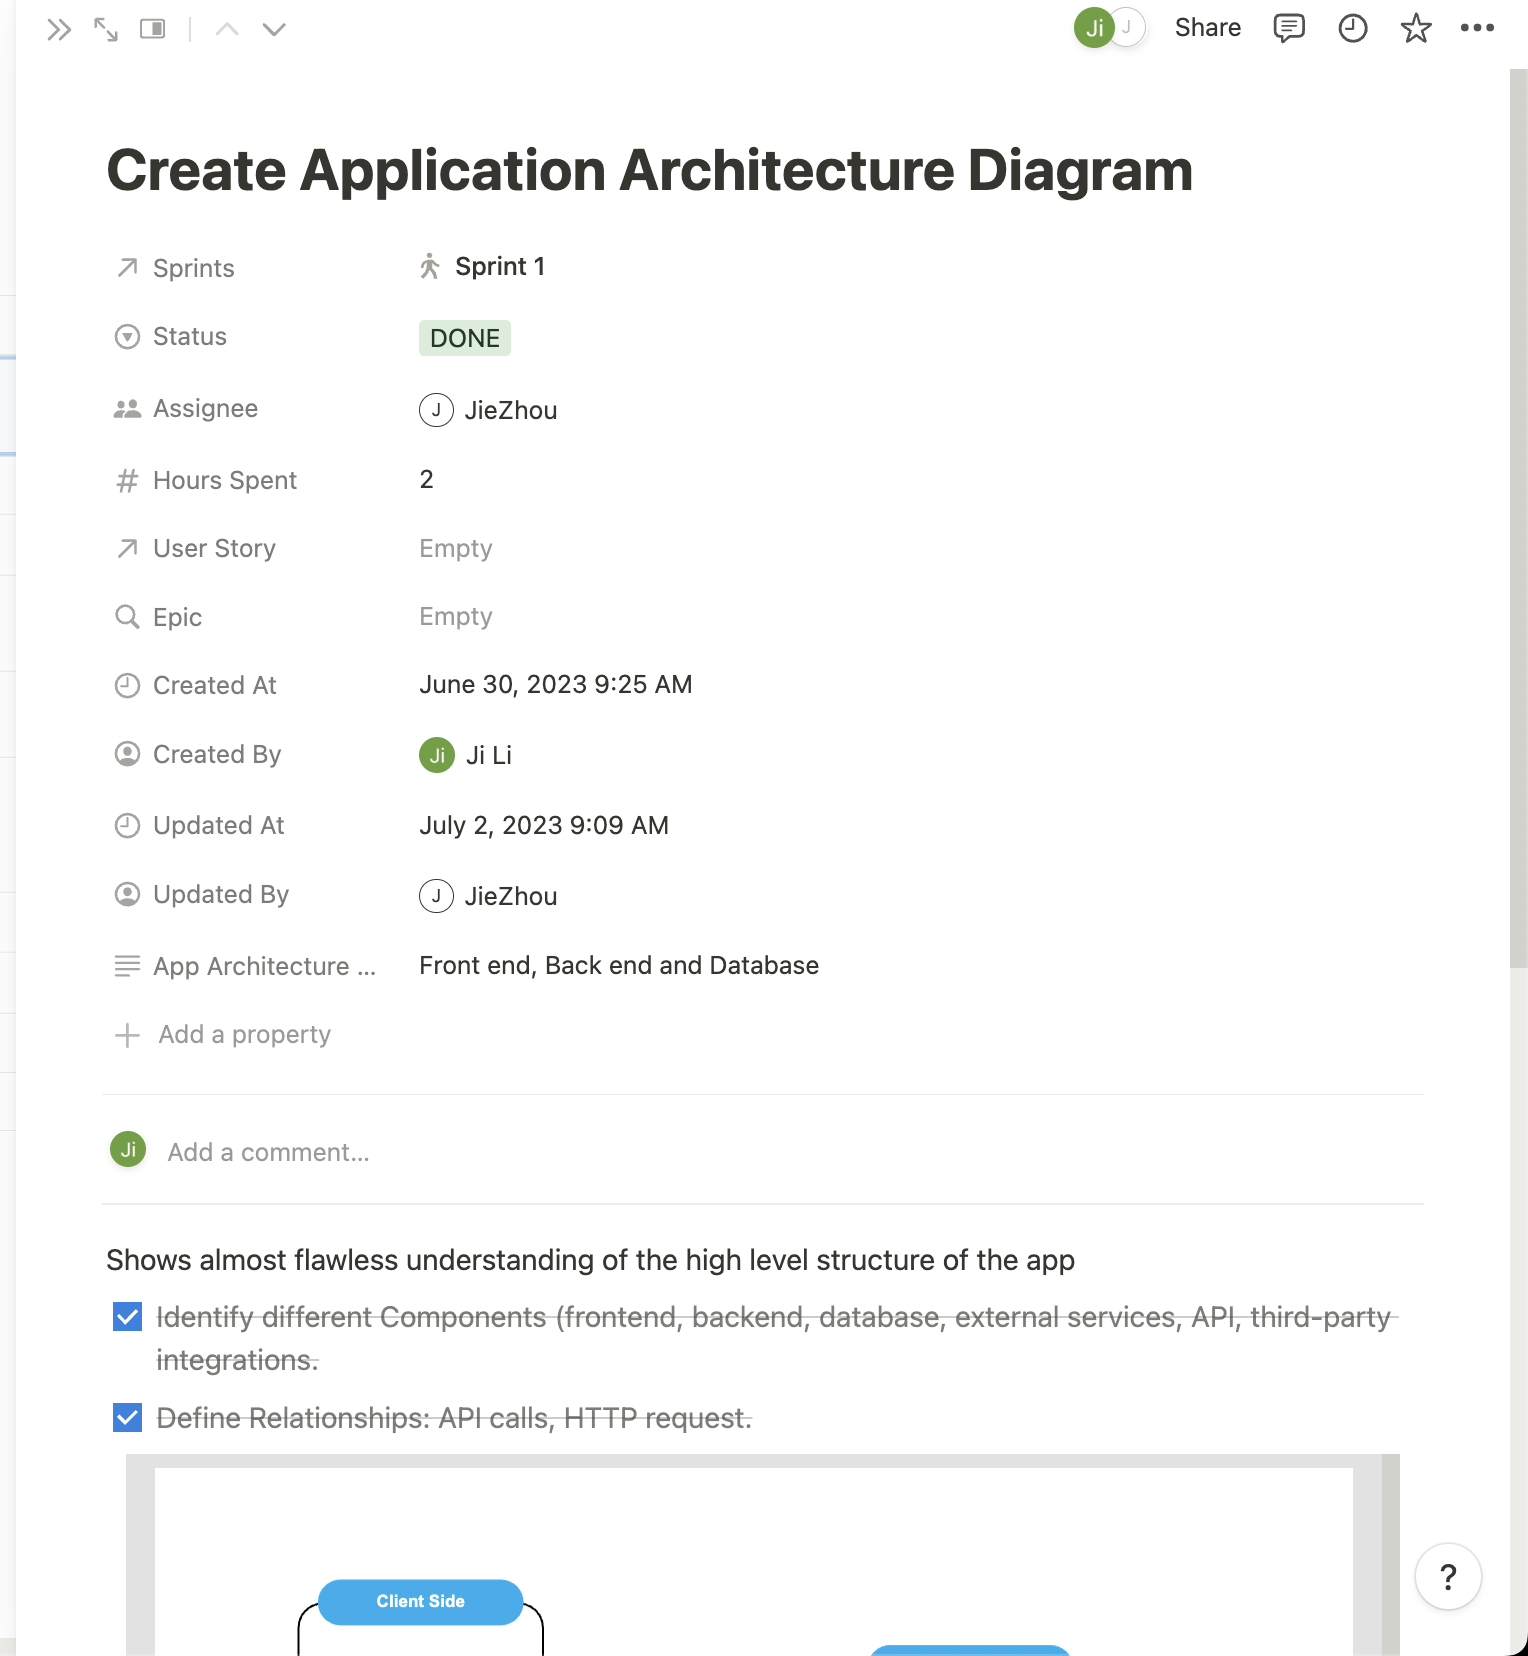 Ji J Share
Create Application Architecture Diagram
Sprints Sprint 1
Status DONE
Assignee J JieZhou
Hours Spent 2
User Story Empty
Epic Empty
Created At June 30, 2023 9:25 AM
Created By Ji Ji Li
Updated At July 2, 2023 9:09 AM
Updated By J JieZhou
App Architecture ... Front end, Back end and Database
Add a property
Ji Add a comment...
Shows almost flawless understanding of the high level structure of the app
Identify different Components (frontend, backend, database, external services, API, third-party
integrations.
Define Relationships: API calls, HTTP request.
Client Side
?